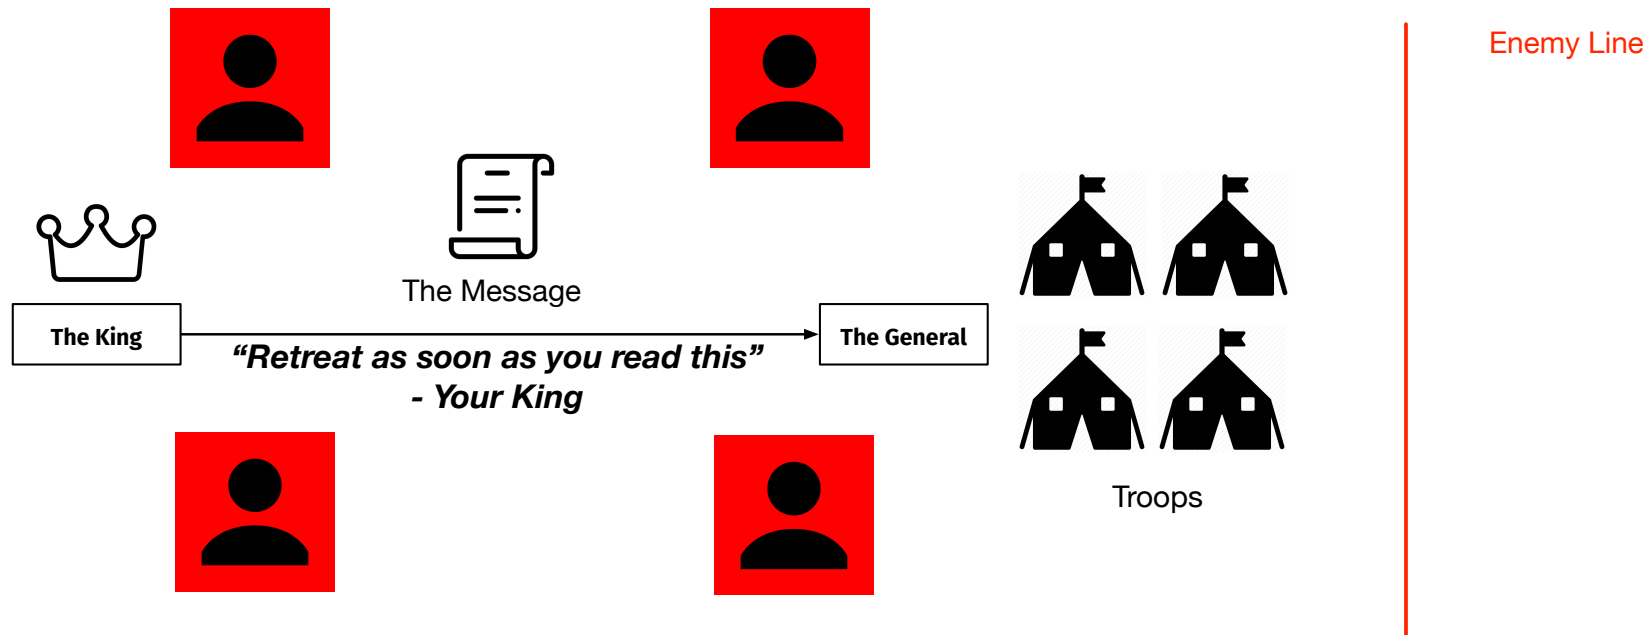 Enemy Line
The Message
The King
The General
“Retreat as soon as you read this”
- Your King
Troops